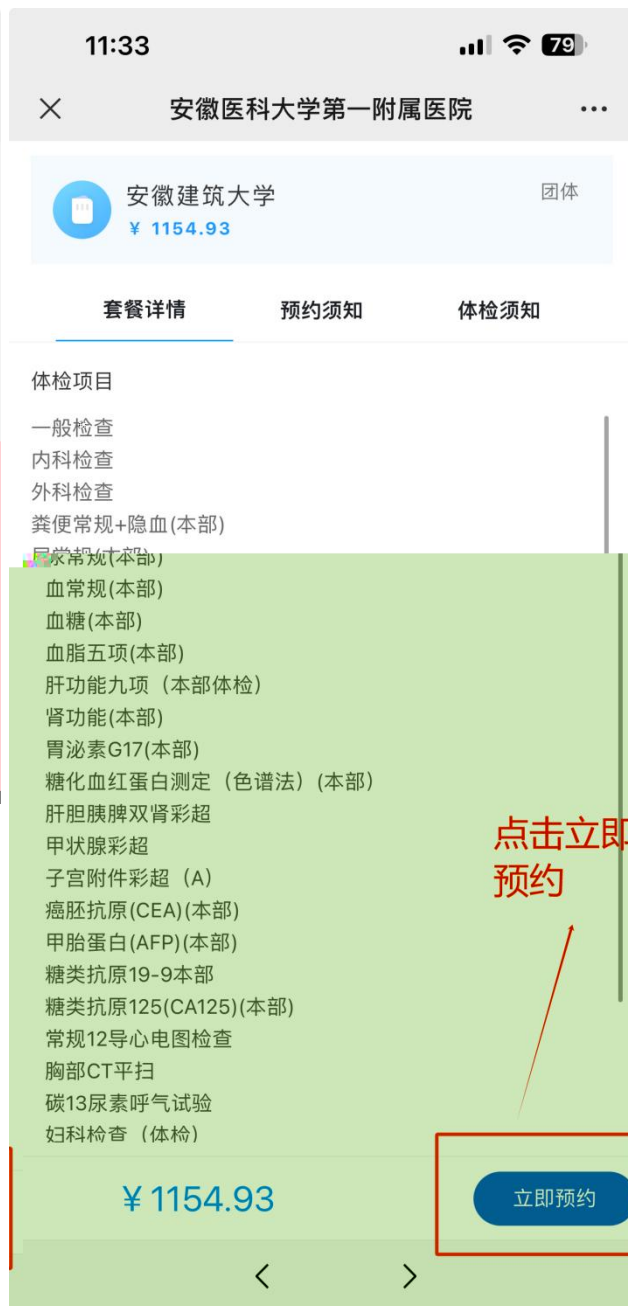 11:33
79
安徽医科大学第一附属医院
安徽建筑大学
团体
¥ 1154.93
套餐详情
预约须知
体检须知
体检项目
一般检查
内科检查
外科检查
粪便常规+隐血(本部)
尿常规(本部)
血常规(本部)
血糖(本部)
血脂五项(本部)
肝功能九项（本部体检）
肾功能(本部)
胃泌素G17(本部)
糖化血红蛋白测定（色谱法）(本部)
肝胆胰脾双肾彩超
甲状腺彩超
子宫附件彩超（A）
癌胚抗原(CEA)(本部)
甲胎蛋白(AFP)(本部)
糖类抗原19-9本部
糖类抗原125(CA125)(本部)
常规12导心电图检查
胸部CT平扫
碳13尿素呼气试验
妇科检查（体检）
点击立即
预约
¥ 1154.93
立即预约